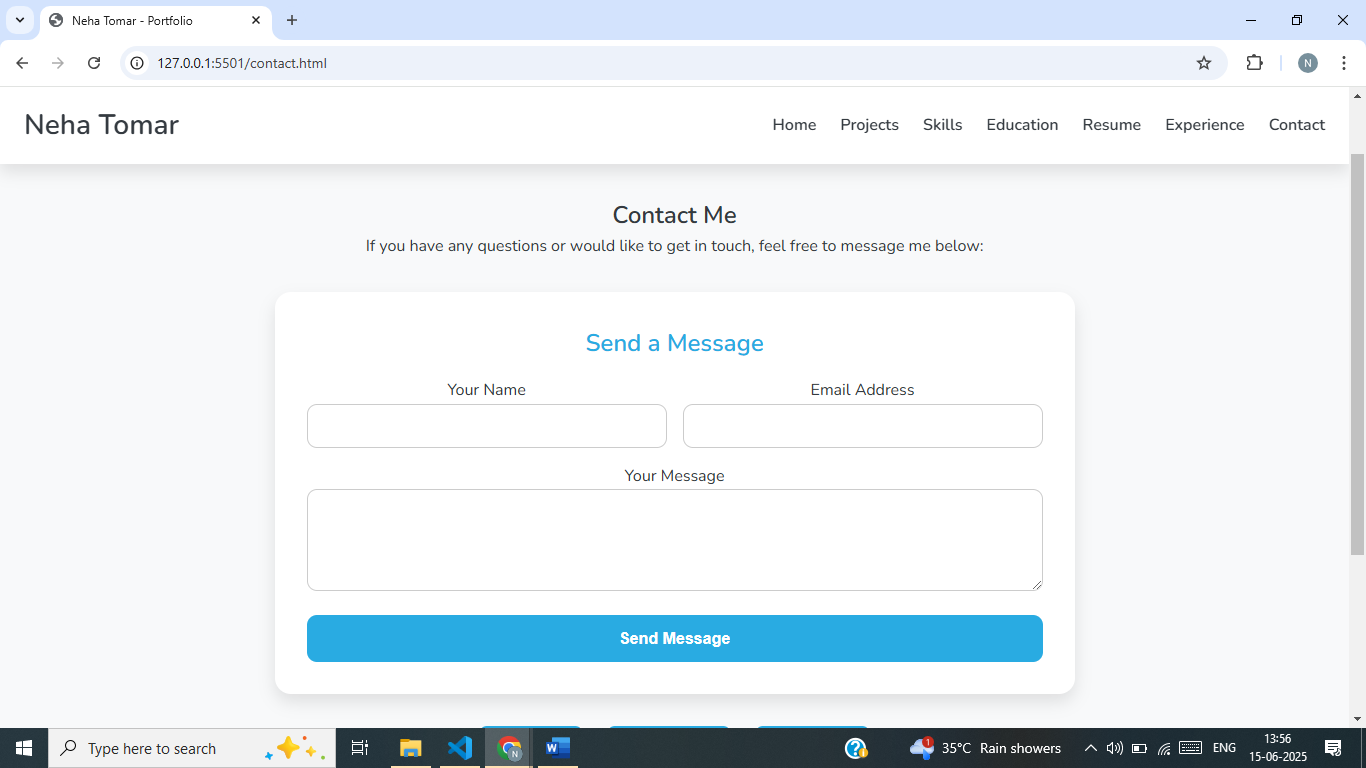 Neha Tomar - Portfolio
127.0.0.1:5501/contact.html
N
Neha Tomar
Home Projects Skills Education Resume Experience Contact
Contact Me
If you have any questions or would like to get in touch, feel free to message me below:
Send a Message
Your Name Email Address
Your Message
Send Message
Type here to search
N
W
?
1
35°C Rain showers
ENG
13:56
15-06-2025